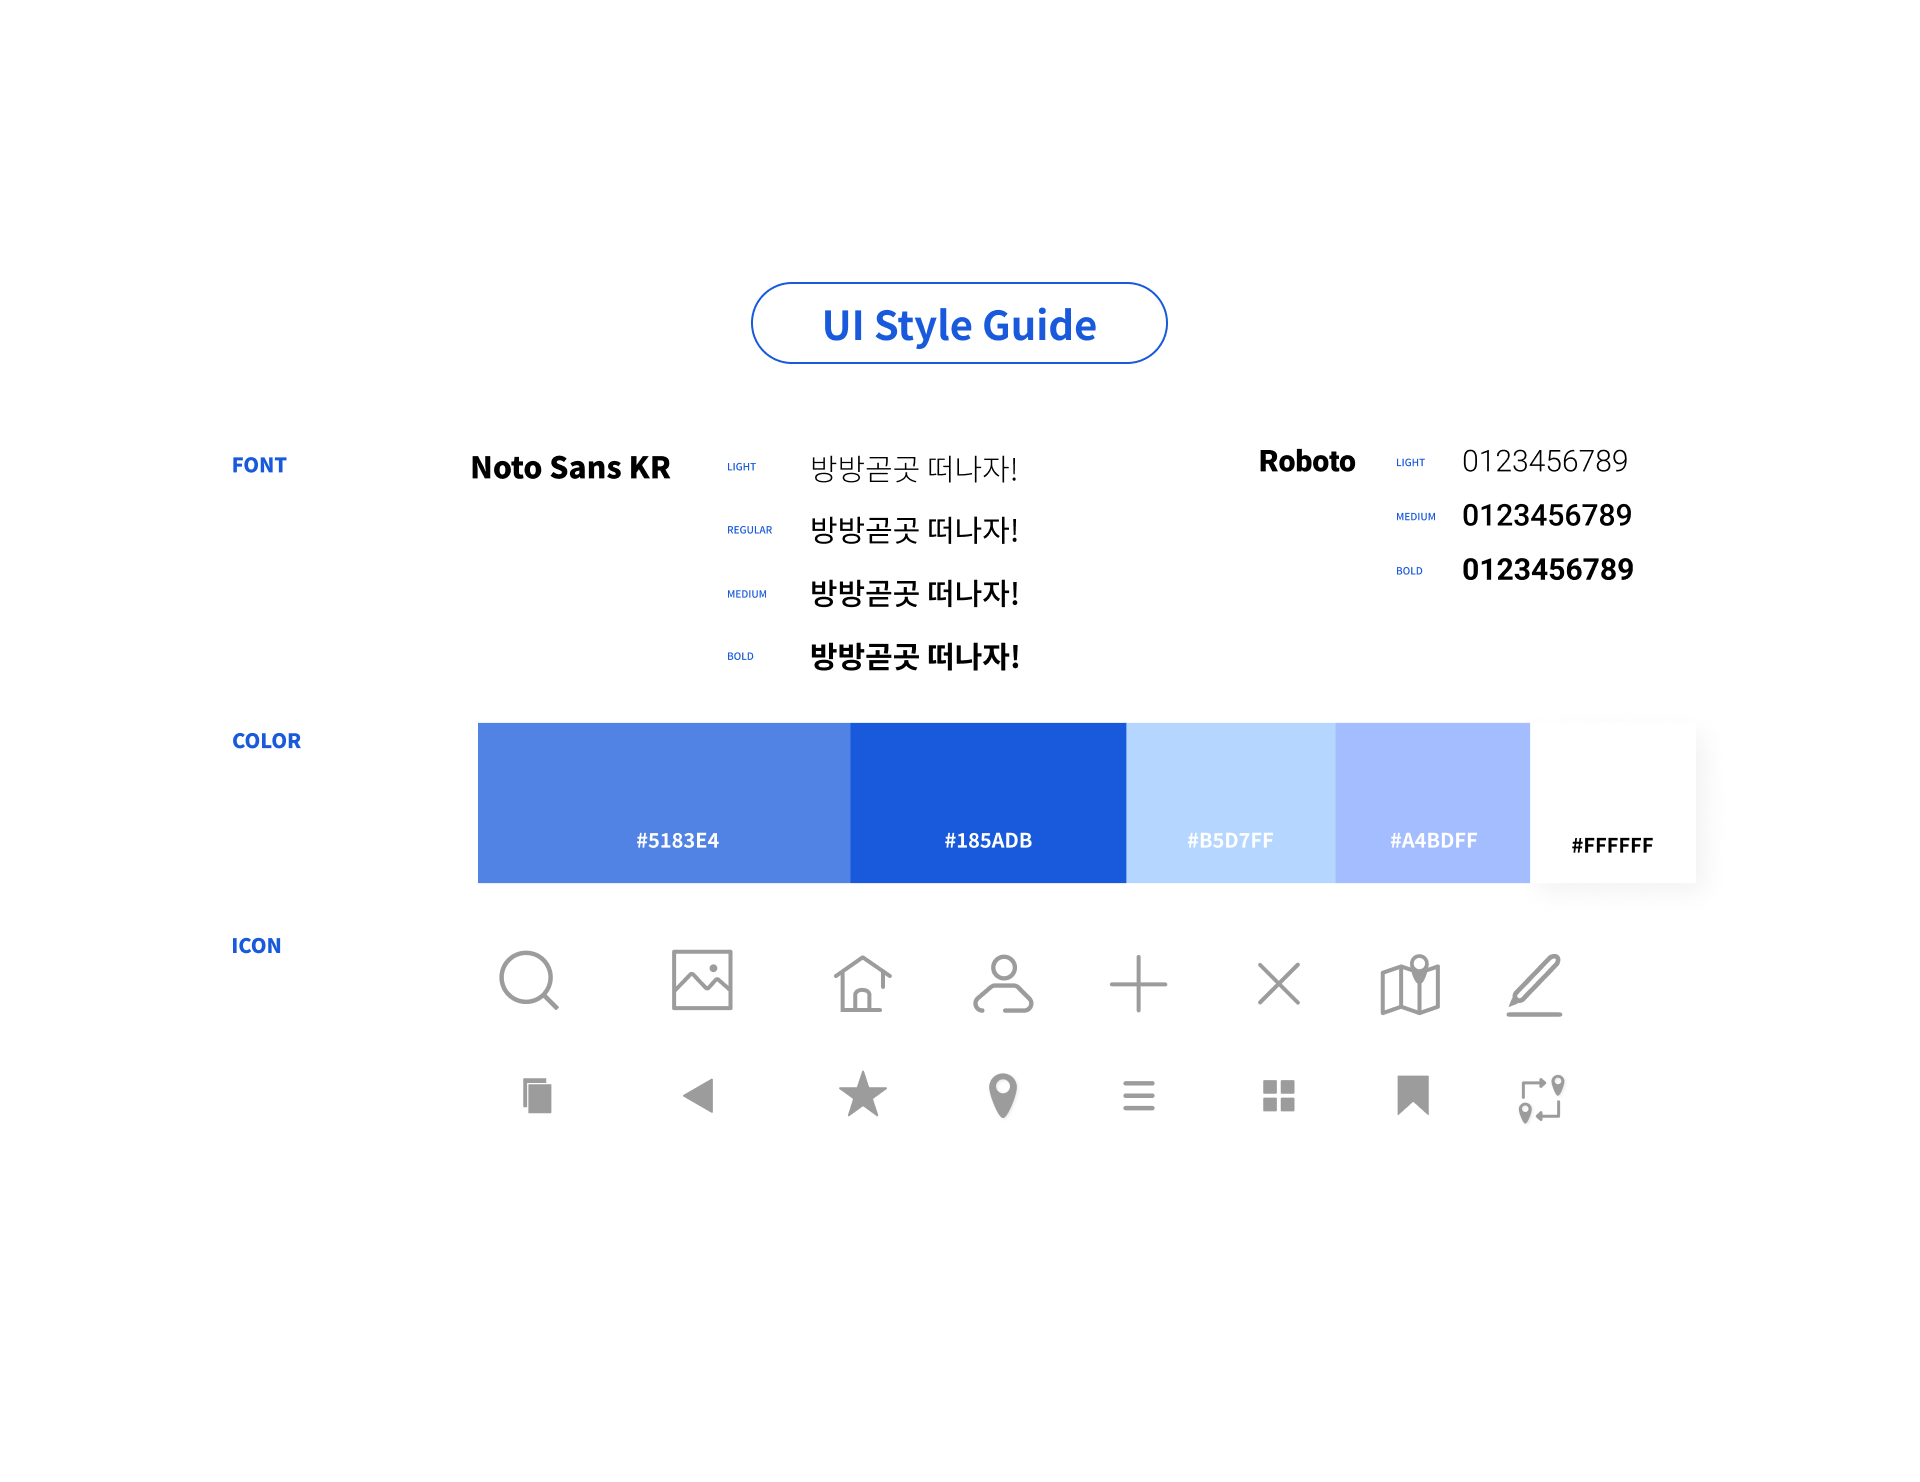 UI Style Guide
FONT
Noto Sans KR
LIGHT
방방곧곳 떠나자!
REGULAR
방방곧곳 떠나자!
MEDIUM
방방곧곳 떠나자!
BOLD
방방곧곳 떠나자!
Roboto
LIGHT
0123456789
MEDIUM
0123456789
BOLD
0123456789
COLOR
#5183E4
#185ADB
#B5D7FF
#A4BDFF
#FFFFFF
ICON